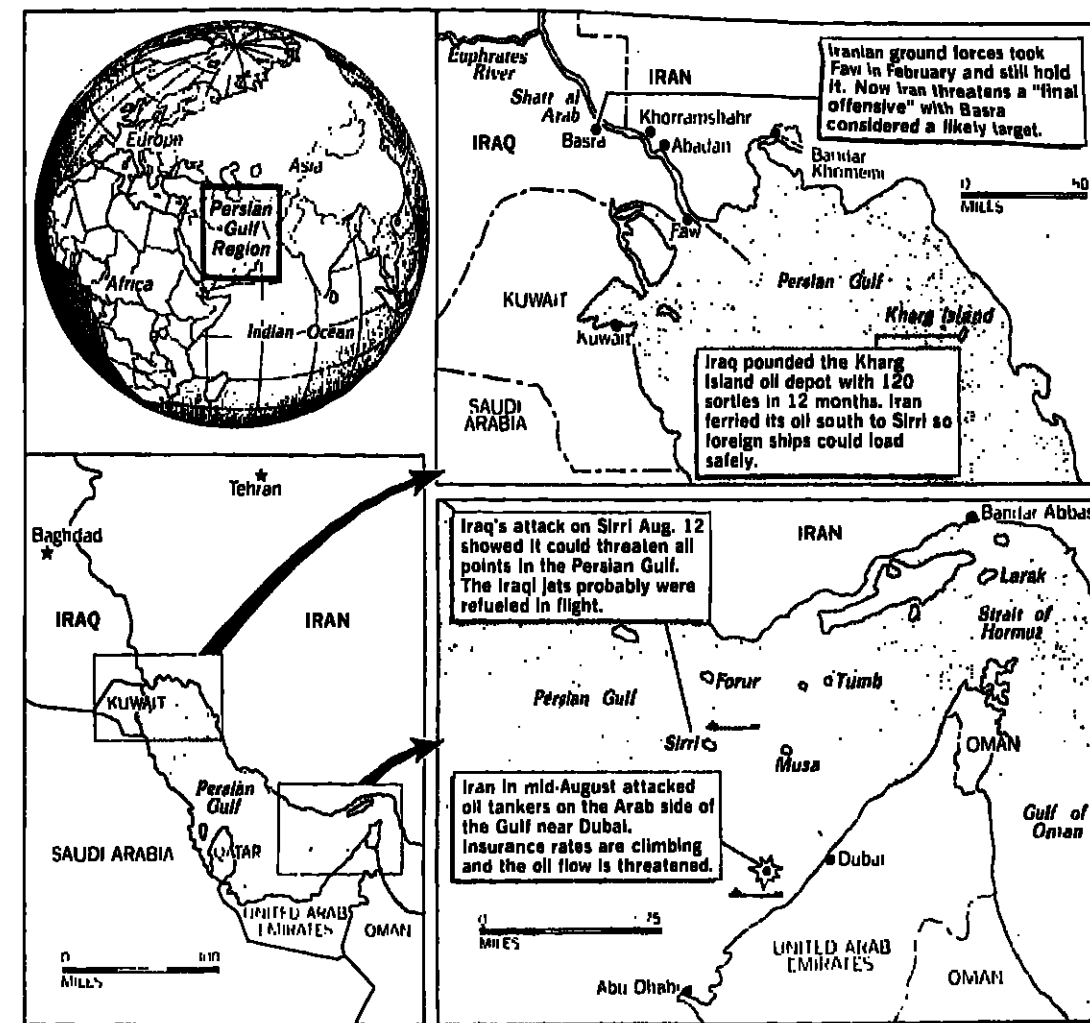 Europe
Asia
Persian
Gulf
Region
Africa
Indian Ocean
Euphrates
River
IRAN
Shatt al
Arab
IRAQ
Basra
Khorramshahr
Abadan
Bandar
Khomeini
Iranian ground forces took
Faw in February and still hold
it. Now Iran threatens a "final
offensive" with Basra
considered a likely target.
0 50
MILES
Faw
Persian Gulf
KUWAIT
Kuwait
Kharg Island
Iraq pounded the Kharg
Island oil depot with 120
sorties in 12 months. Iran
ferried its oil south to Sirri so
foreign ships could load
safely.
SAUDI
ARABIA
Tehran
Baghdad
IRAQ
IRAN
KUWAIT
Persian
Gulf
SAUDI ARABIA
QATAR
UNITED ARAB
EMIRATES
OMAN
0 100
MILES
Iraq's attack on Sirri Aug. 12
showed it could threaten all
points in the Persian Gulf.
The Iraqi jets probably were
refueled in flight.
IRAN
Bandar Abbas
Larak
Strait of
Hormuz
Forur
Tumb
Persian Gulf
Sirri
Musa
OMAN
Iran in mid-August attacked
oil tankers on the Arab side of
the Gulf near Dubai.
Insurance rates are climbing
and the oil flow is threatened.
Gulf of
Oman
Dubai
0 75
MILES
UNITED ARAB
EMIRATES
Abu Dhabi
OMAN